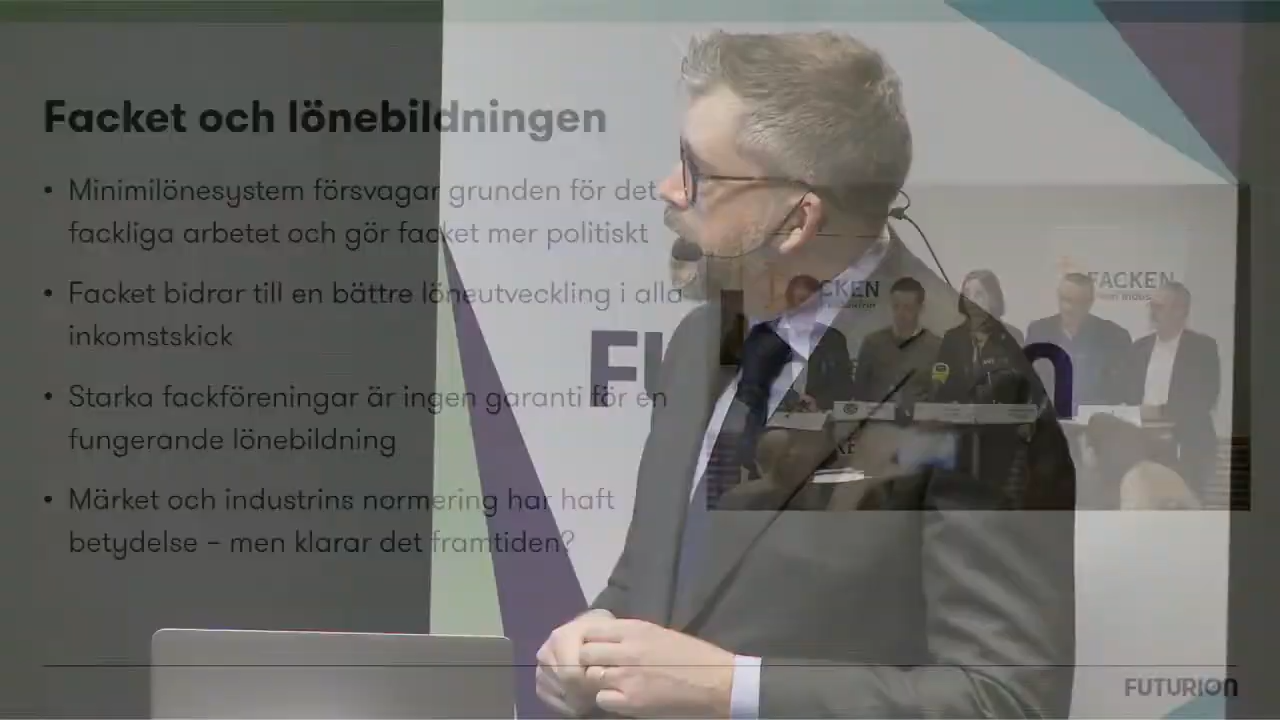 Facket och lönebildningen
• Minimilönesystem försvagar grunden för det
fackliga arbetet och gör facket mer politiskt
• Facket bidrar till en bättre löneutveckling i alla
inkomstskick
• Starka fackföreningar är ingen garanti för en
fungerande lönebildning
• Märket och industrins normering har haft
betydelse – men klarar det framtiden?
FACKEN
FUTURION